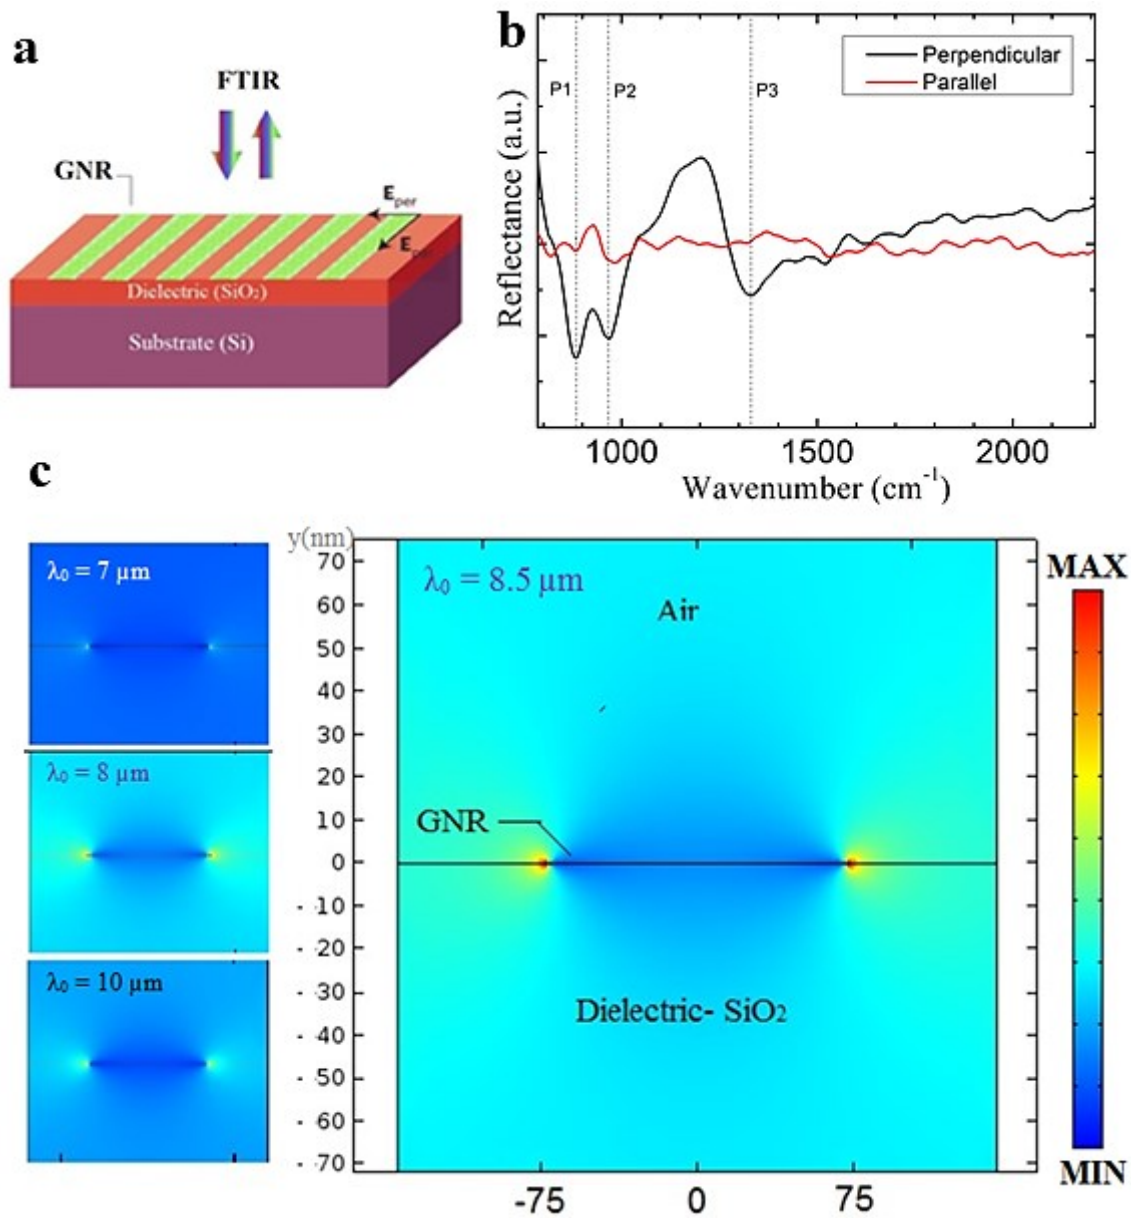 a
FTIR
GNR
E_per
E_per
Dielectric (SiO₂)
Substrate (Si)
b
Perpendicular
Parallel
P1
P2
P3
Reflectance (a.u.)
1000
1500
2000
Wavenumber (cm⁻¹)
c
λ₀ = 7 µm
λ₀ = 8 µm
λ₀ = 10 µm
y(nm)
70
60
50
40
30
20
10
0
- 10
- 20
- 30
- 40
- 50
- 60
- 70
λ₀ = 8.5 µm
Air
GNR
Dielectric- SiO₂
-75
0
75
MAX
MIN